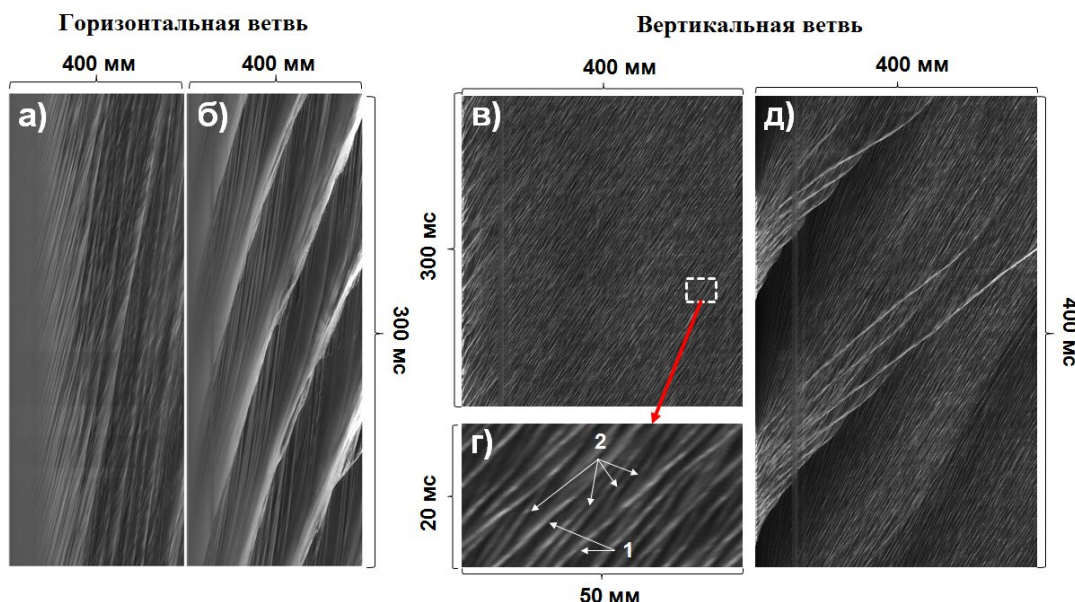 Горизонтальная ветвь
Вертикальная ветвь
400 мм
400 мм
400 мм
400 мм
а)
б)
в)
д)
300 мс
300 мс
400 мс
г)
2
1
20 мс
50 мм